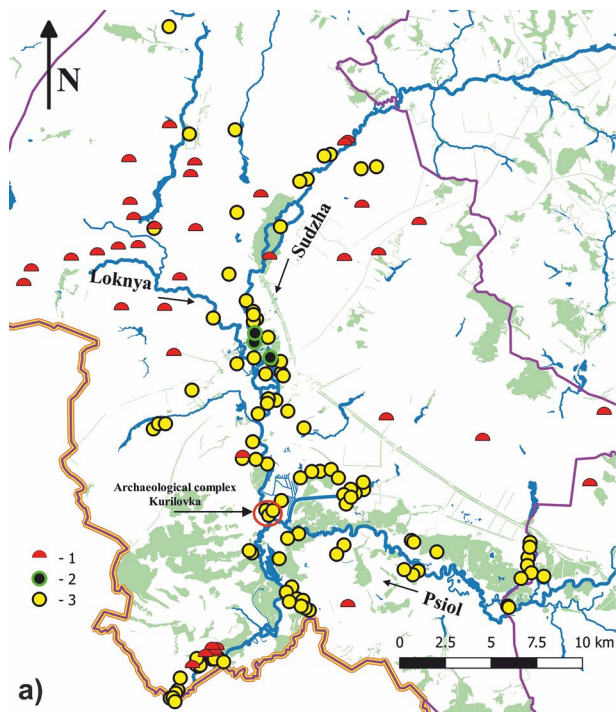 N
Sudzha
Loknya
Archaeological complex
Kurilovka
- 1
- 2
- 3
Psiol
0 2.5 5 7.5 10 km
a)